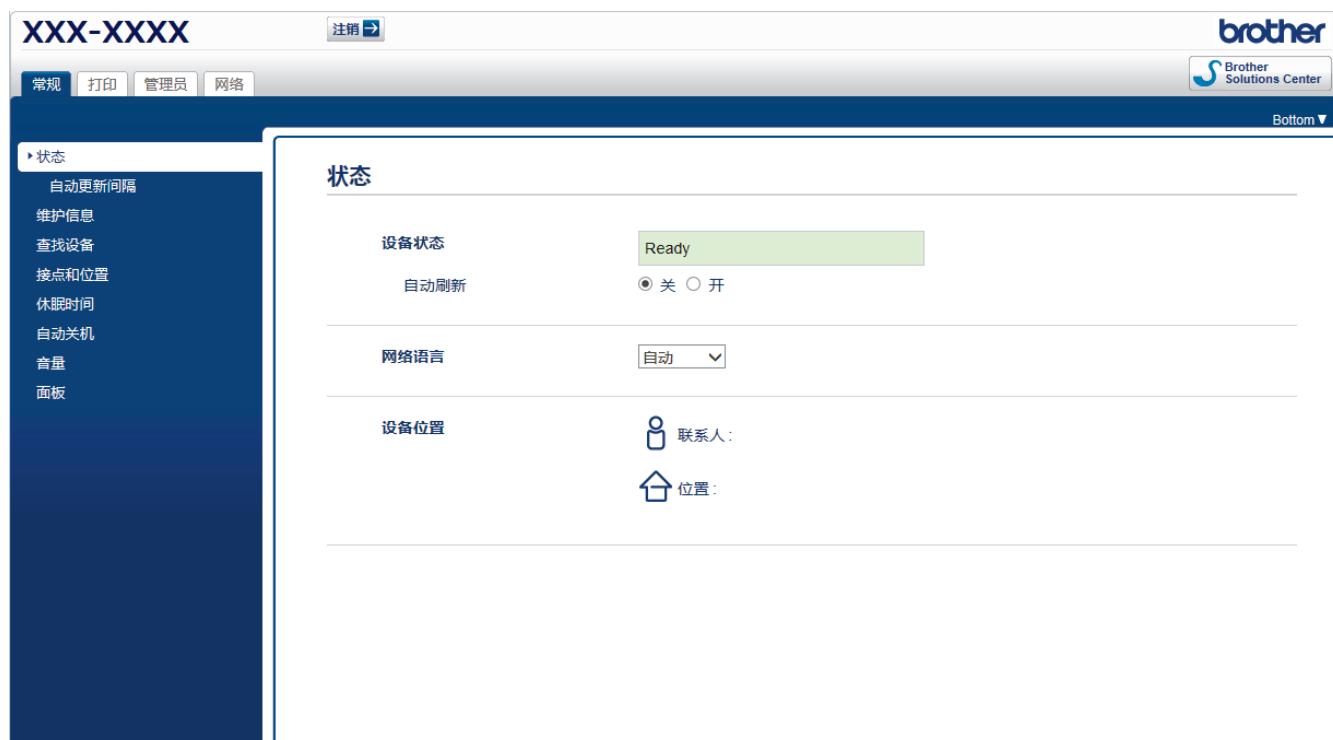 XXX-XXXX 注销 brother
常规 打印 管理员 网络 Brother Solutions Center
Bottom▼
状态
自动更新间隔
维护信息
查找设备
接点和位置
休眠时间
自动关机
音量
面板
状态
设备状态 Ready
自动刷新 关 开
网络语言 自动
设备位置 联系人 :
位置 :